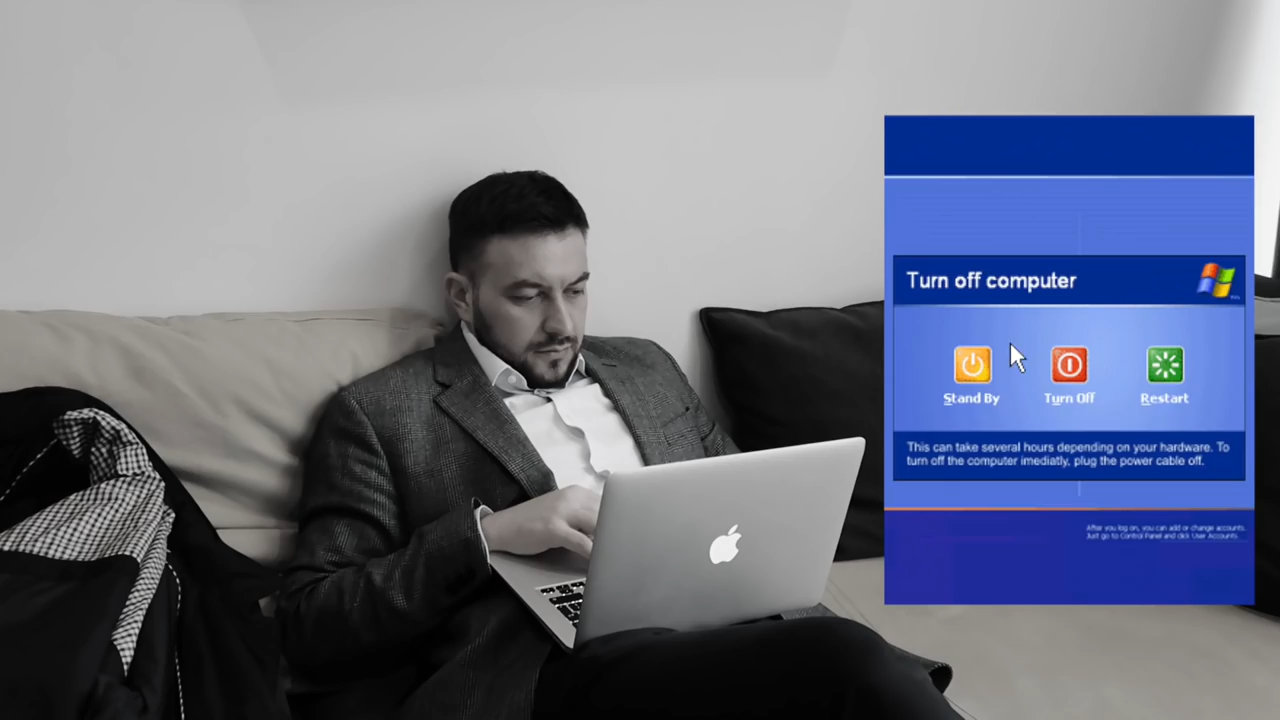 Turn off computer
Stand By
Turn Off
Restart
This can take several hours depending on your hardware. To
turn off the computer imediatly, plug the power cable off.
After you log on, you can add or change accounts.
Just go to Control Panel and click User Accounts.